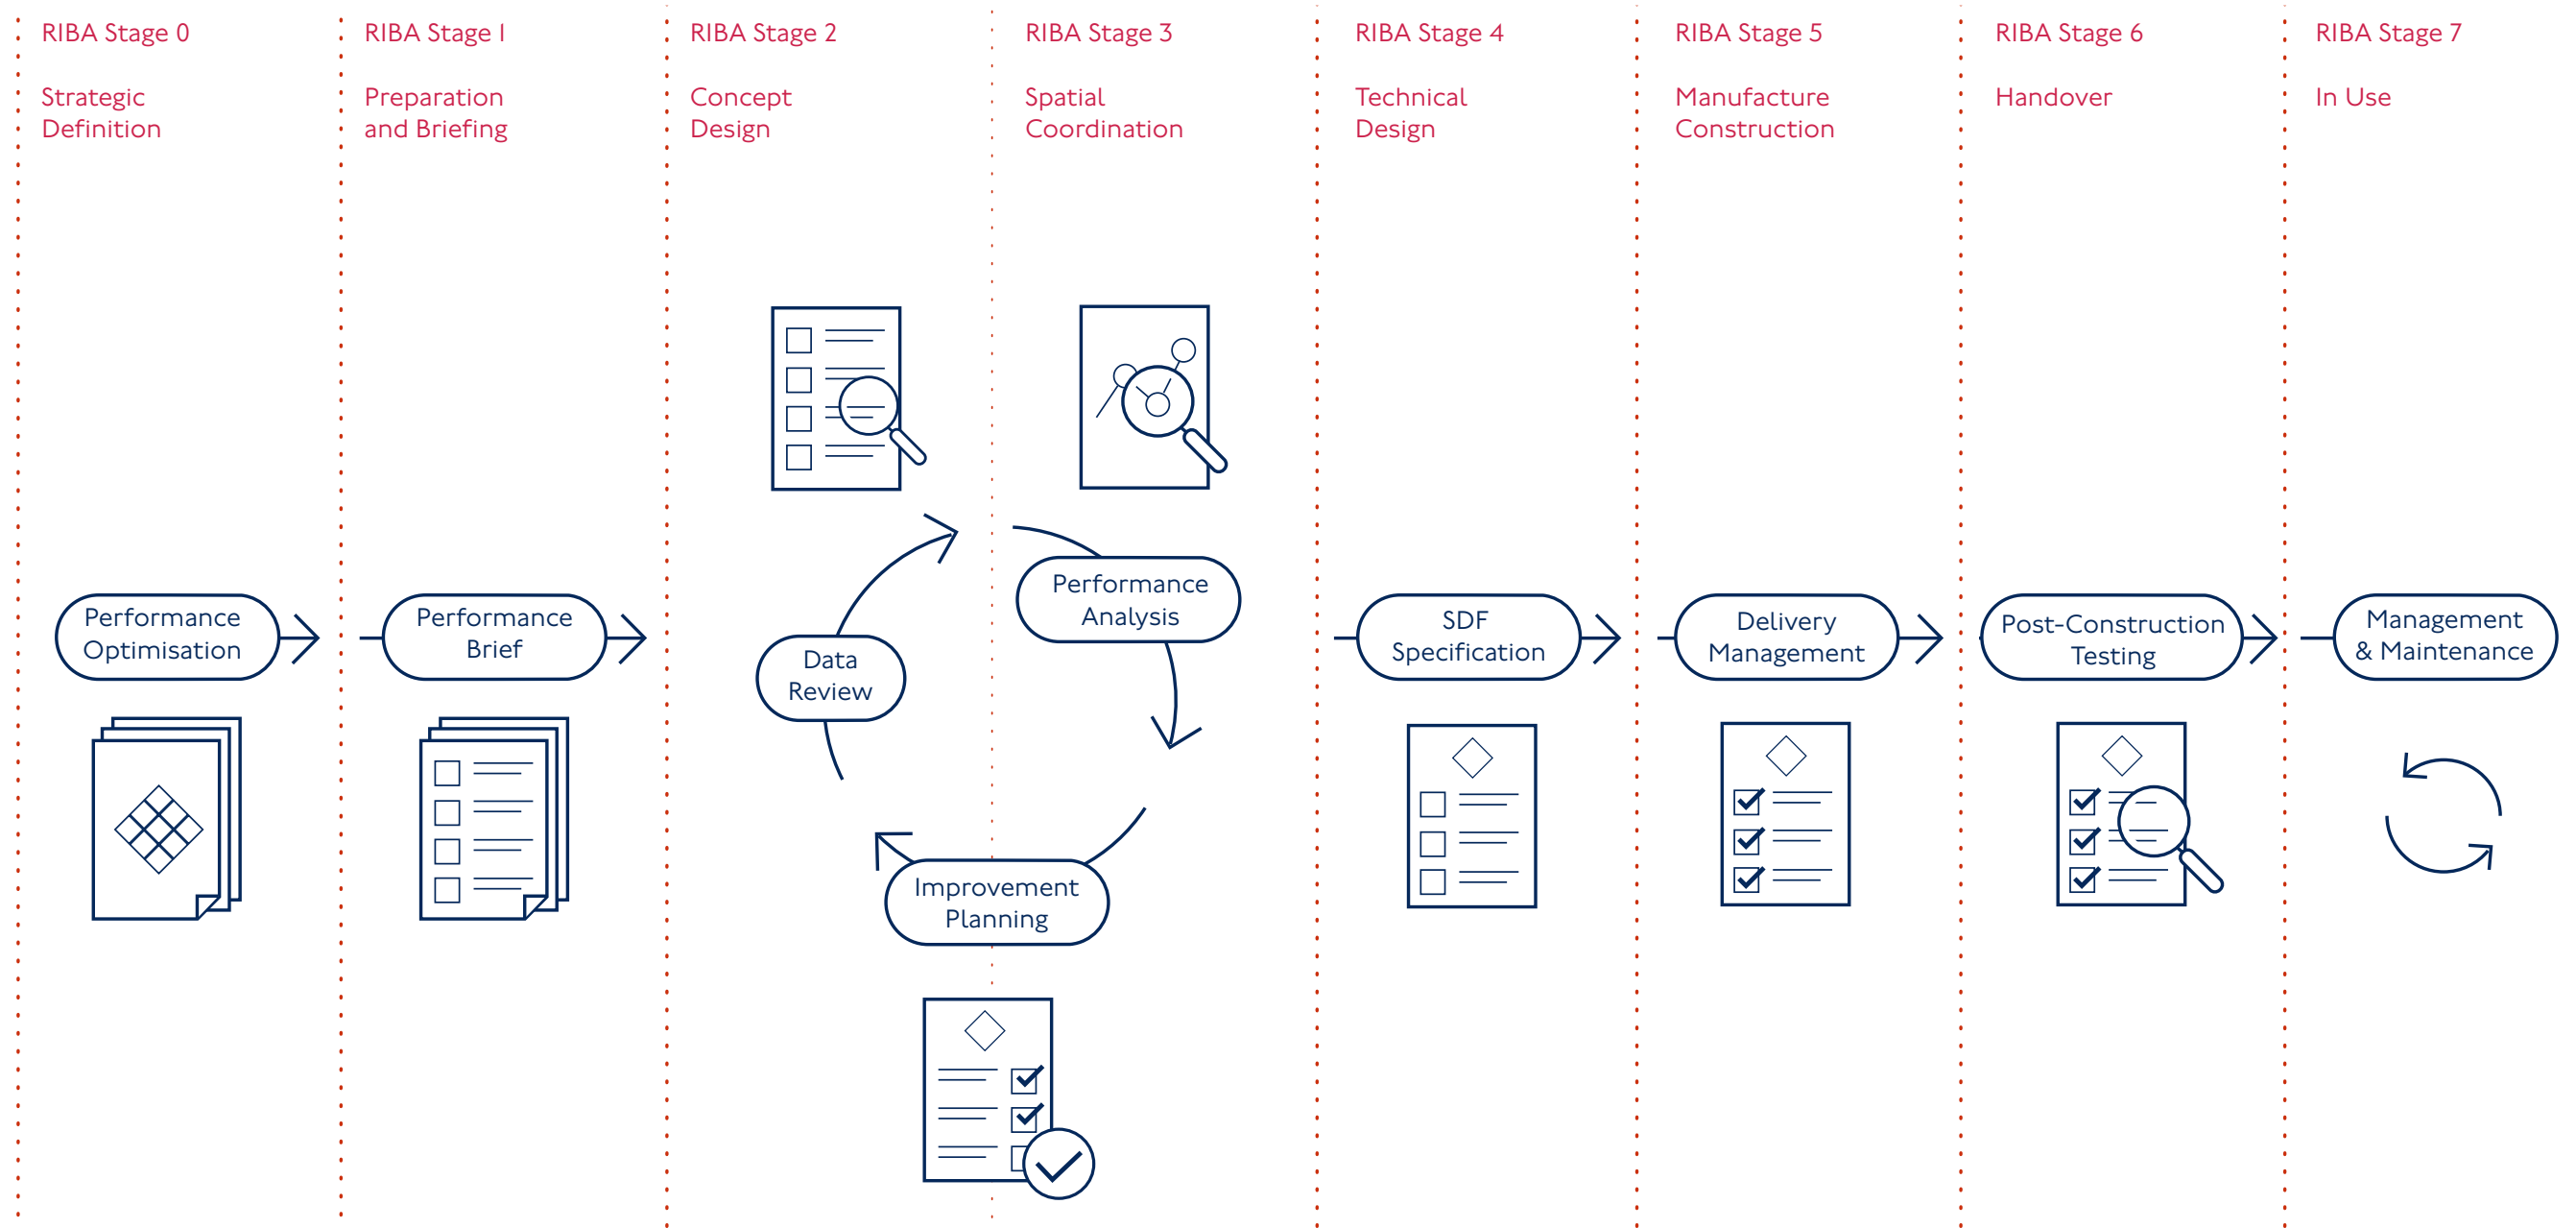 RIBA Stage 0
Strategic
Definition
RIBA Stage 1
Preparation
and Briefing
RIBA Stage 2
Concept
Design
RIBA Stage 3
Spatial
Coordination
RIBA Stage 4
Technical
Design
RIBA Stage 5
Manufacture
Construction
RIBA Stage 6
Handover
RIBA Stage 7
In Use
Performance
Optimisation
Performance
Brief
Data
Review
Performance
Analysis
Improvement
Planning
SDF
Specification
Delivery
Management
Post-Construction
Testing
Management
& Maintenance